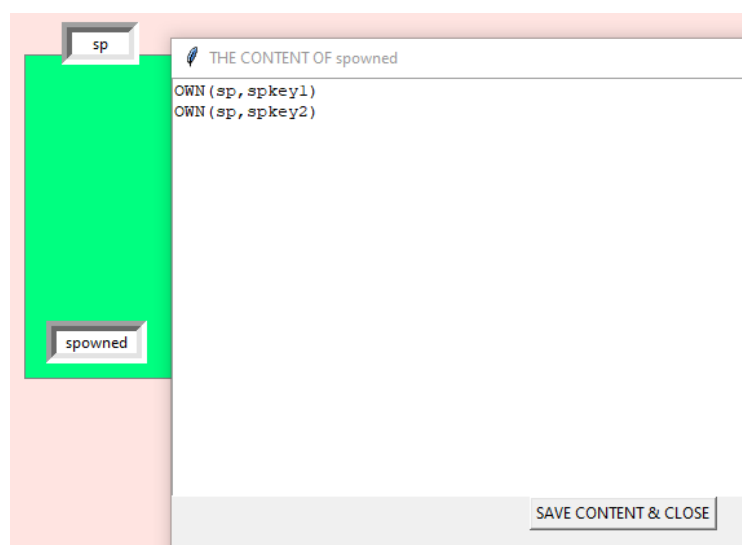 sp
THE CONTENT OF spowned
OWN(sp,spkey1)
OWN(sp,spkey2)
spowned
SAVE CONTENT & CLOSE